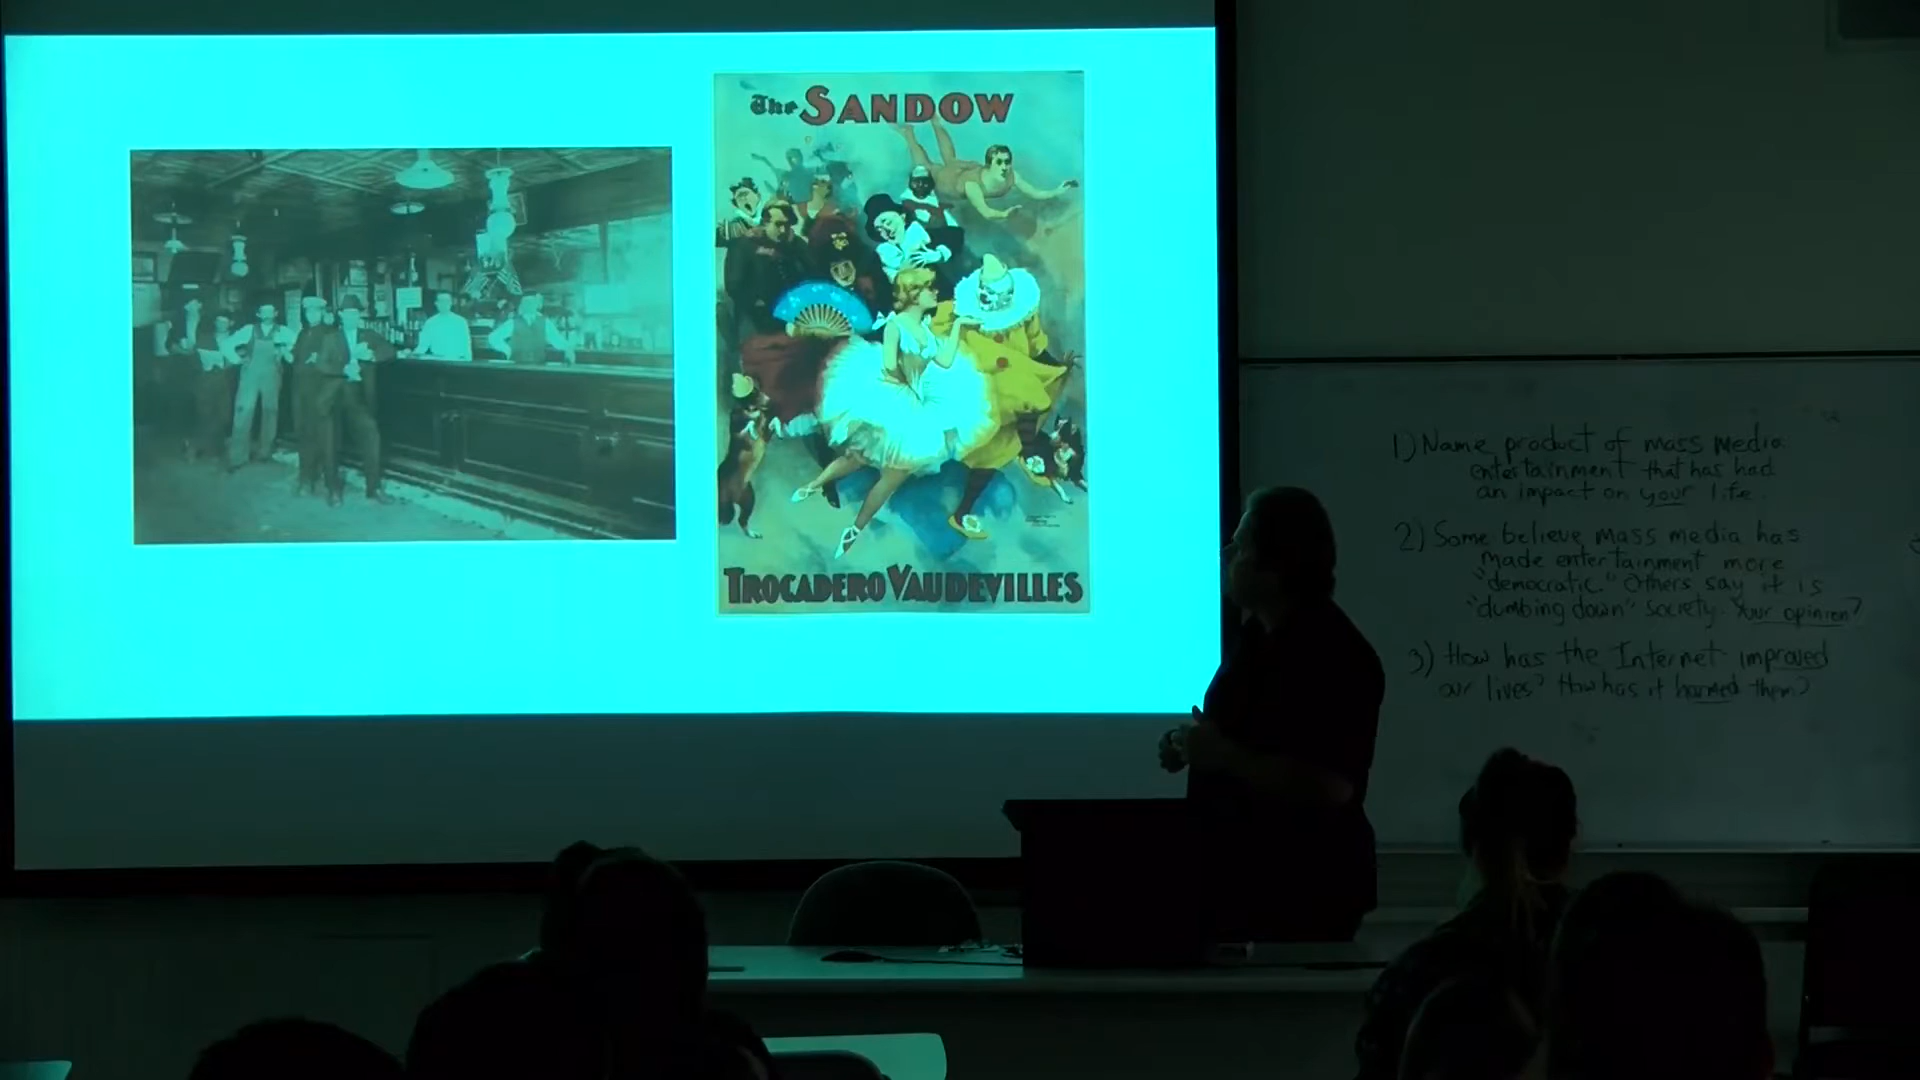 The SANDOW
TROCADERO VAUDEVILLES
1) Name product of mass media
entertainment that has had
an impact on your life.
2) Some believe mass media has
made entertainment more
"democratic." Others say it is
"dumbing down" society. Your opinion?
3) How has the Internet improved
our lives? How has it harmed them?